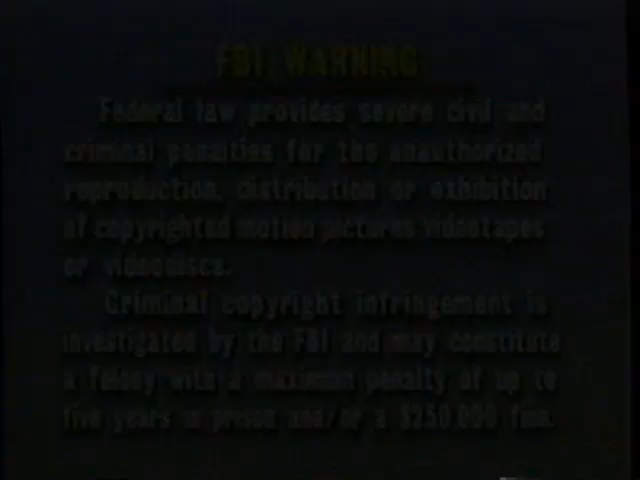 FBI WARNING
Federal law provides severe civil and
criminal penalties for the unauthorized
reproduction, distribution or exhibition
of copyrighted motion pictures videotapes
or videodiscs.
Criminal copyright infringement is
investigated by the FBI and may constitute
a felony with a maximum penalty of up to
five years in prison and/or a $250,000 fine.